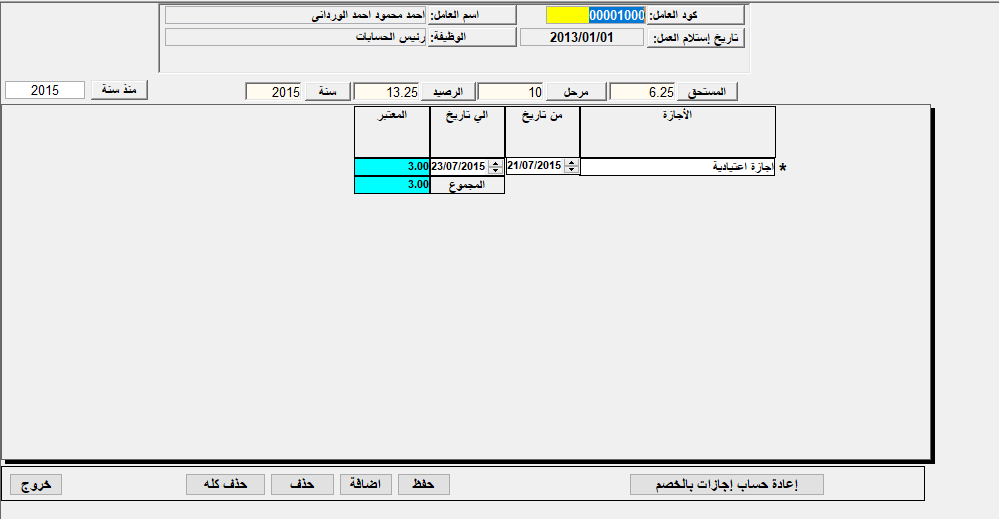 كود العامل: 00001000 اسم العامل: احمد محمود احمد الوردانى
تاريخ إستلام العمل: 2013/01/01 الوظيفة: رئيس الحسابات
المستحق 6.25 مرحل 10 الرصيد 13.25 سنة 2015 منذ سنة 2015
الأجازة من تاريخ الي تاريخ المعتبر
* اجازة اعتيادية 21/07/2015 23/07/2015 3.00
المجموع 3.00
إعادة حساب إجازات بالخصم حفظ اضافة حذف حذف كله خروج